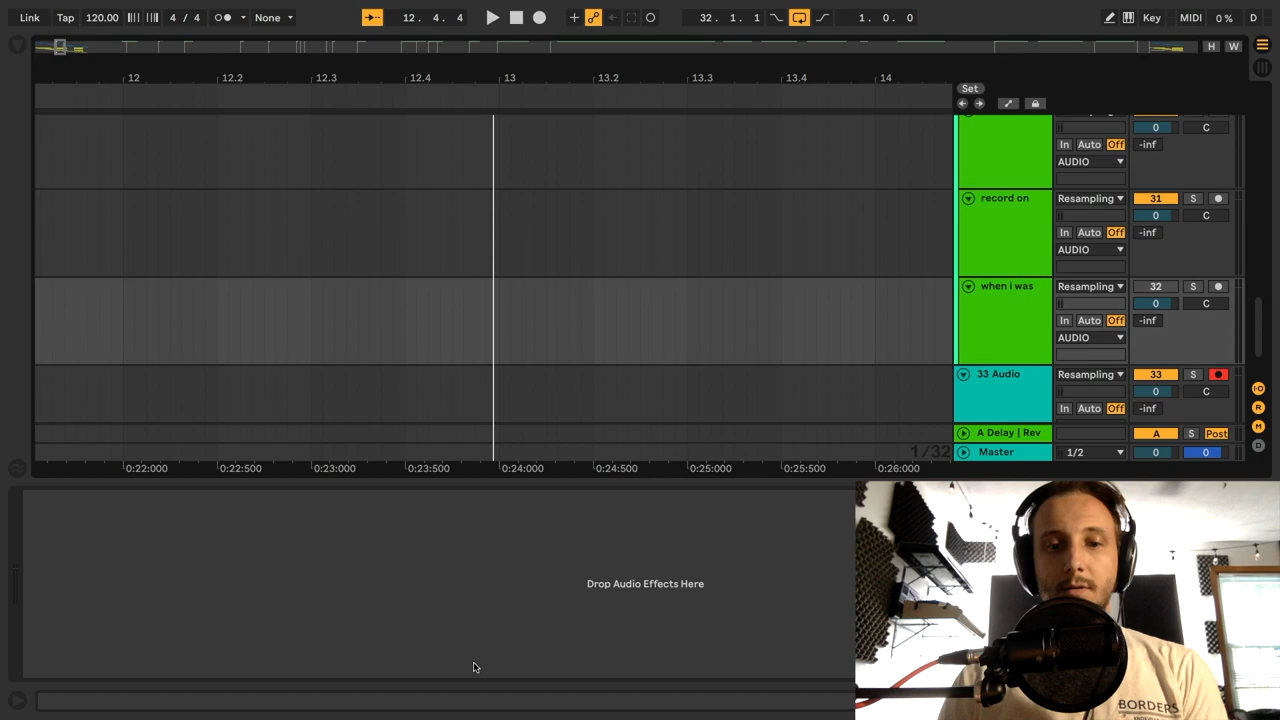 Link Tap 120.00 4 / 4 None 12. 4. 4 32. 1. 1 1. 0. 0 Key MIDI 0 % D
H W
12 12.2 12.3 12.4 13 13.2 13.3 13.4 14
Set
0 C
In Auto Off -inf
AUDIO
record on Resampling 31 S
0 C
In Auto Off -inf
AUDIO
when i was Resampling 32 S
0 C
In Auto Off -inf
AUDIO
33 Audio Resampling 33 S
0 C
In Auto Off -inf
A Delay | Rev A S Post
1/32 Master 1/2 0 0
0:22:000 0:22:500 0:23:000 0:23:500 0:24:000 0:24:500 0:25:000 0:25:500 0:26:000
I·O
R
M
D
Drop Audio Effects Here
BORDERS